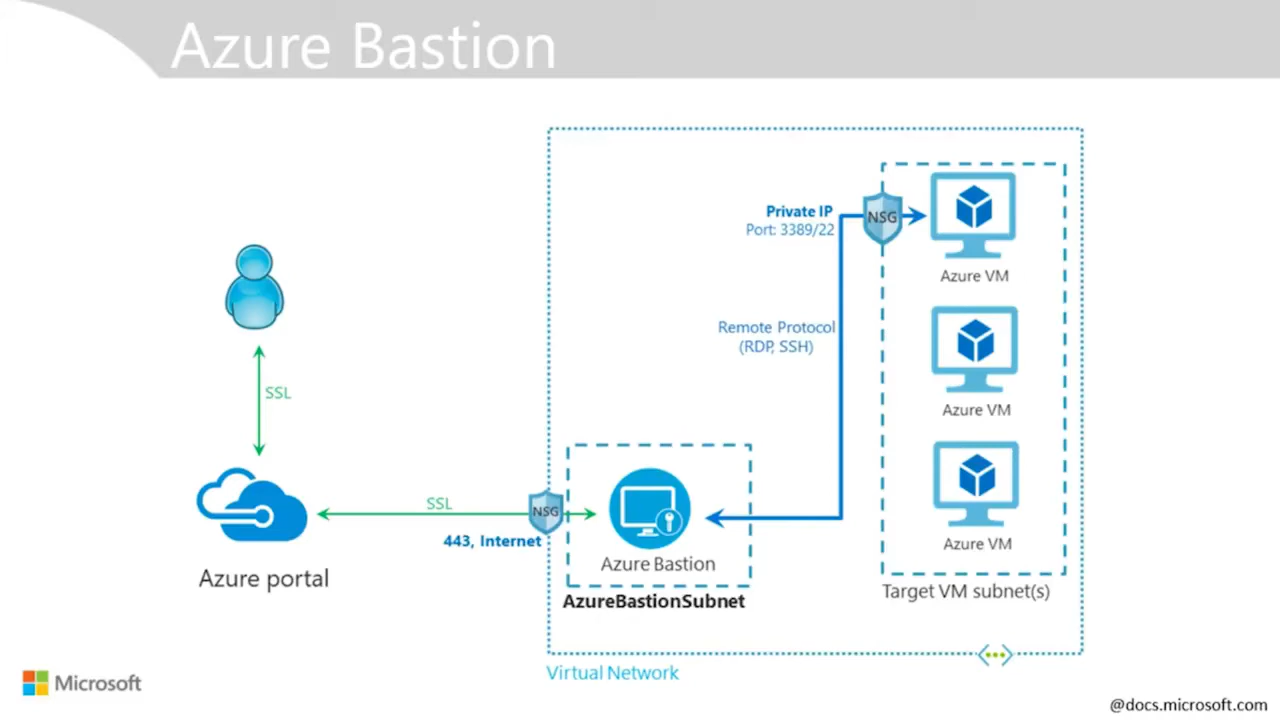 Azure Bastion
Private IP
Port: 3389/22
NSG
Azure VM
Remote Protocol
(RDP, SSH)
Azure VM
SSL
Azure VM
SSL
NSG
443, Internet
Azure portal
Azure Bastion
AzureBastionSubnet
Target VM subnet(s)
Virtual Network
Microsoft
@docs.microsoft.com